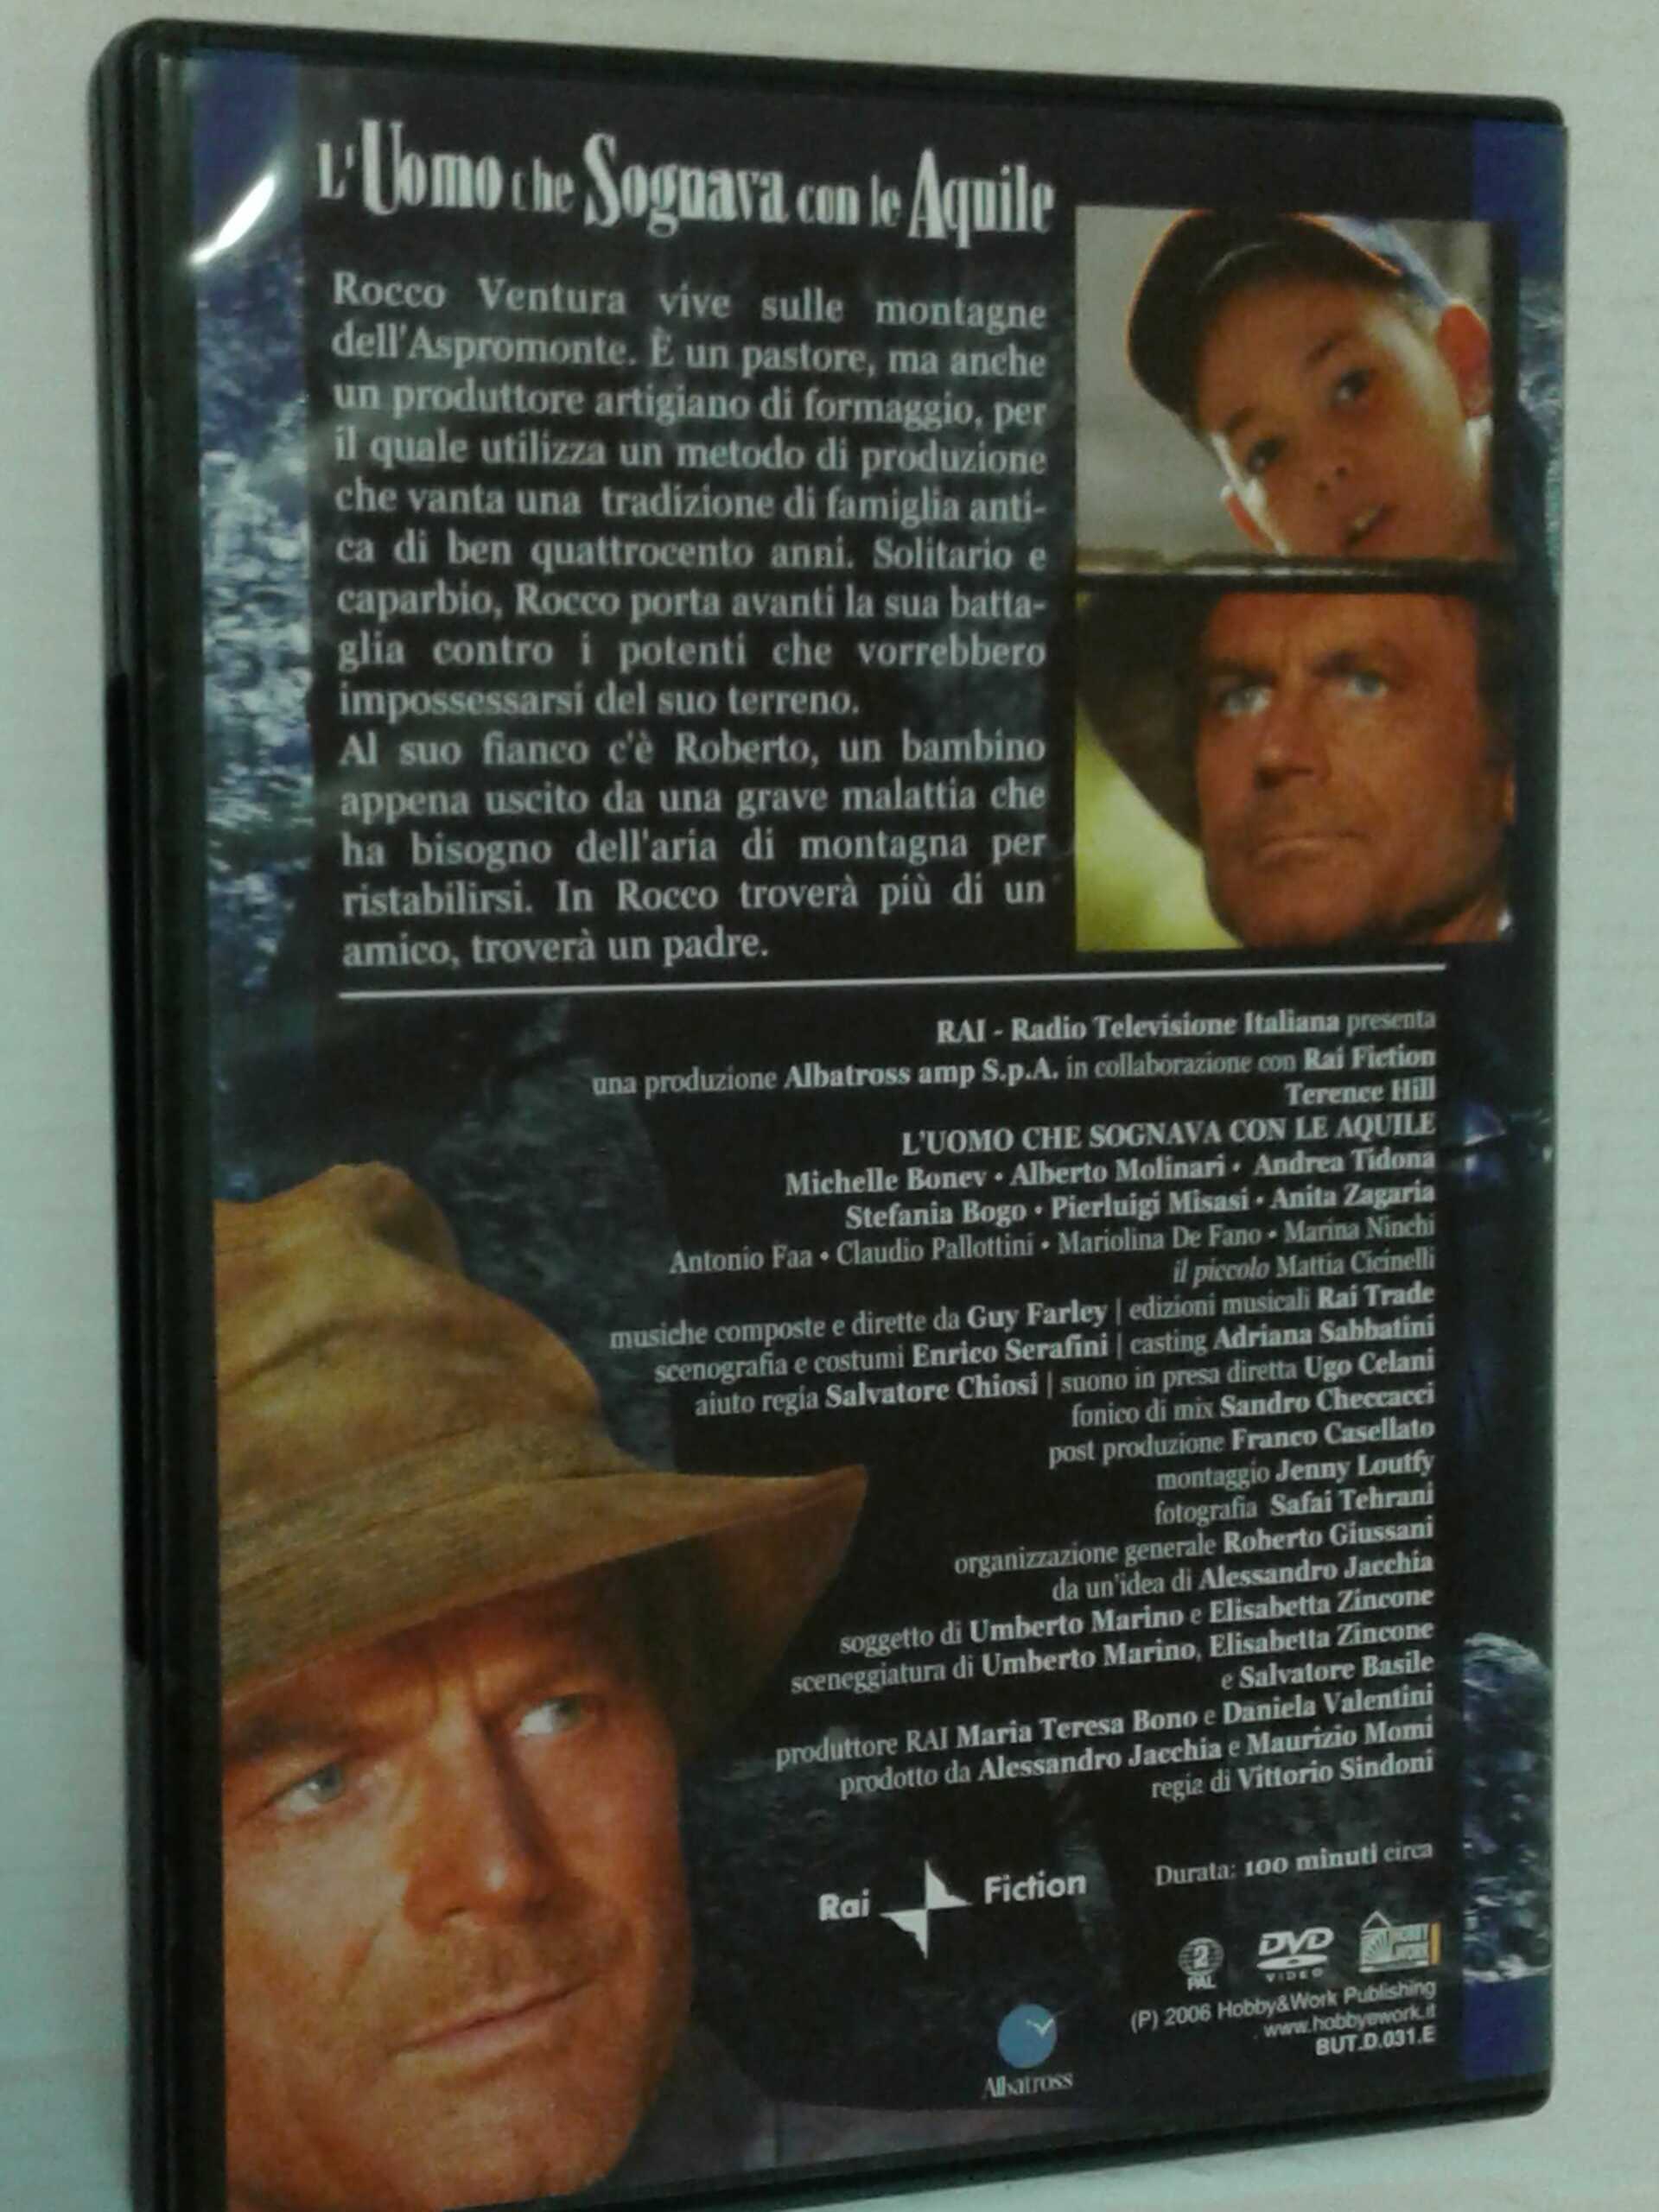 L'Uomo che Sognava con le Aquile
Rocco Ventura vive sulle montagne
dell'Aspromonte. È un pastore, ma anche
un produttore artigiano di formaggio, per
il quale utilizza un metodo di produzione
che vanta una tradizione di famiglia anti-
ca di ben quattrocento anni. Solitario e
caparbio, Rocco porta avanti la sua batta-
glia contro i potenti che vorrebbero
impossessarsi del suo terreno.
Al suo fianco c'è Roberto, un bambino
appena uscito da una grave malattia che
ha bisogno dell'aria di montagna per
ristabilirsi. In Rocco troverà più di un
amico, troverà un padre.
RAI - Radio Televisione Italiana presenta
una produzione Albatross amp S.p.A. in collaborazione con Rai Fiction
Terence Hill
L'UOMO CHE SOGNAVA CON LE AQUILE
Michelle Bonev • Alberto Molinari • Andrea Tidona
Stefania Bogo • Pierluigi Misasi • Anita Zagaria
Antonio Faa • Claudio Pallottini • Mariolina De Fano • Marina Ninchi
il piccolo Mattia Cicinelli
musiche composte e dirette da Guy Farley | edizioni musicali Rai Trade
scenografia e costumi Enrico Serafini | casting Adriana Sabbatini
aiuto regia Salvatore Chiosi | suono in presa diretta Ugo Celani
fonico di mix Sandro Checcacci
post produzione Franco Casellato
montaggio Jenny Loutfy
fotografia Safai Tehrani
organizzazione generale Roberto Giussani
da un'idea di Alessandro Jacchia
soggetto di Umberto Marino e Elisabetta Zincone
sceneggiatura di Umberto Marino, Elisabetta Zincone
e Salvatore Basile
produttore RAI Maria Teresa Bono e Daniela Valentini
prodotto da Alessandro Jacchia e Maurizio Momi
regia di Vittorio Sindoni
Durata: 100 minuti circa
Rai Fiction
2
PAL
DVD
VIDEO
HOBBY
&WORK
(P) 2006 Hobby&Work Publishing
www.hobbyework.it
BUT.D.031.E
Albatross